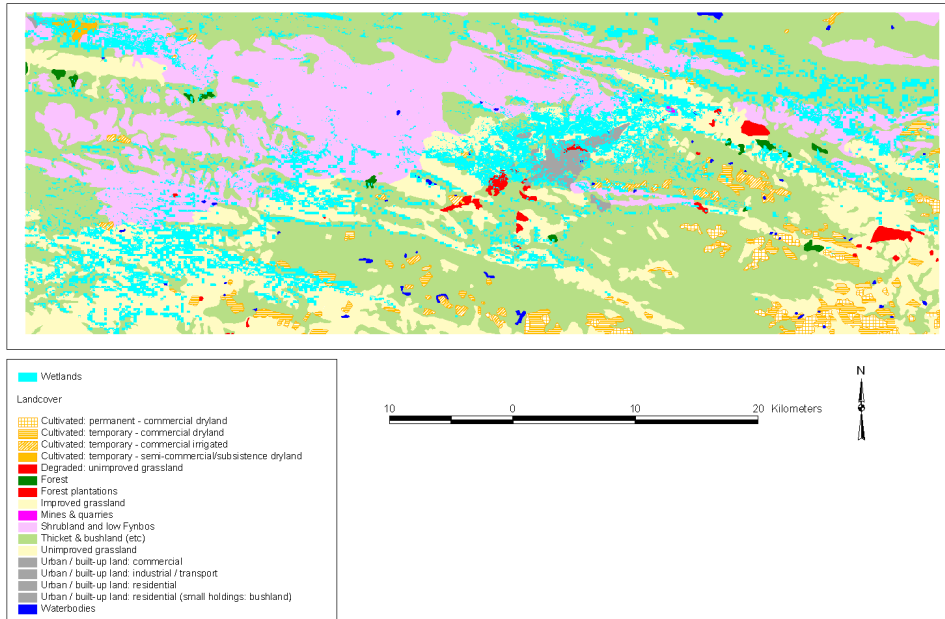 Wetlands
Landcover
Cultivated: permanent - commercial dryland
Cultivated: temporary - commercial dryland
Cultivated: temporary - commercial irrigated
Cultivated: temporary - semi-commercial/subsistence dryland
Degraded: unimproved grassland
Forest
Forest plantations
Improved grassland
Mines & quarries
Shrubland and low Fynbos
Thicket & bushland (etc)
Unimproved grassland
Urban / built-up land: commercial
Urban / built-up land: industrial / transport
Urban / built-up land: residential
Urban / built-up land: residential (small holdings: bushland)
Waterbodies
10 0 10 20 Kilometers
N